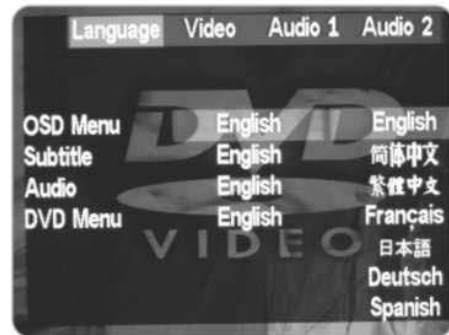 Language Video Audio 1 Audio 2
OSD Menu English English
Subtitle English 简体中文
Audio English 繁體中文
DVD Menu English Français
日本語
Deutsch
Spanish
DVD
VIDEO